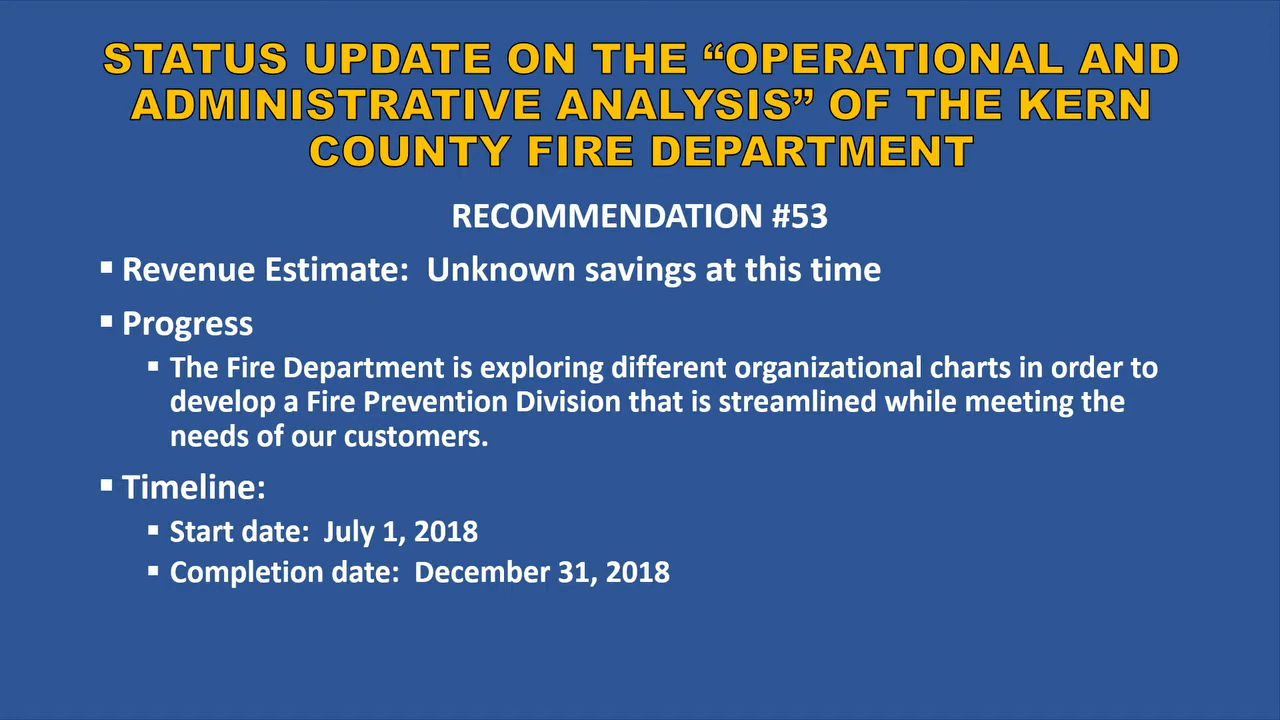 STATUS UPDATE ON THE “OPERATIONAL AND
ADMINISTRATIVE ANALYSIS” OF THE KERN
COUNTY FIRE DEPARTMENT
RECOMMENDATION #53
▪ Revenue Estimate:  Unknown savings at this time
▪ Progress
▪ The Fire Department is exploring different organizational charts in order to
develop a Fire Prevention Division that is streamlined while meeting the
needs of our customers.
▪ Timeline:
▪ Start date:  July 1, 2018
▪ Completion date:  December 31, 2018